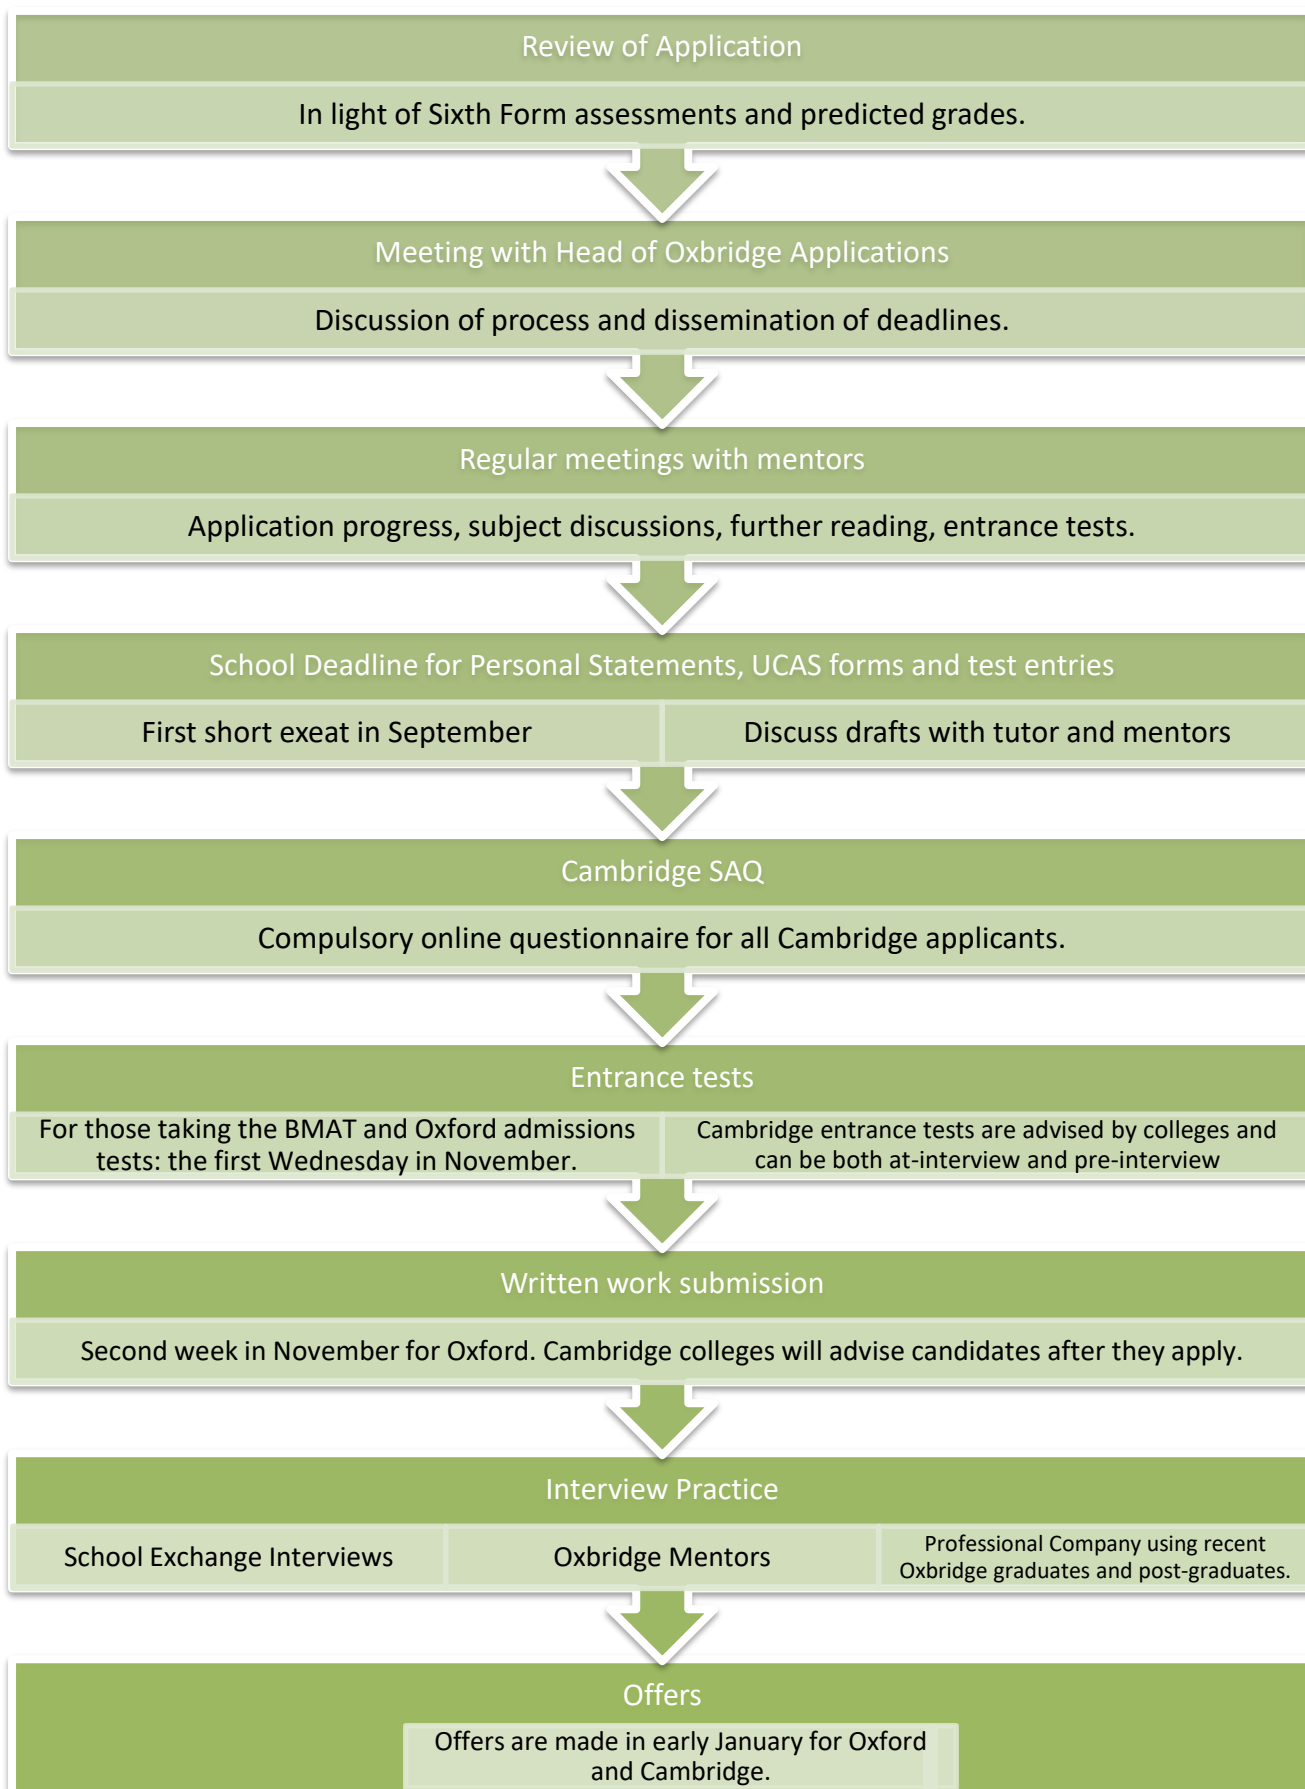 Review of Application
In light of Sixth Form assessments and predicted grades.
Meeting with Head of Oxbridge Applications
Discussion of process and dissemination of deadlines.
Regular meetings with mentors
Application progress, subject discussions, further reading, entrance tests.
School Deadline for Personal Statements, UCAS forms and test entries
First short exeat in September
Discuss drafts with tutor and mentors
Cambridge SAQ
Compulsory online questionnaire for all Cambridge applicants.
Entrance tests
For those taking the BMAT and Oxford admissions
tests: the first Wednesday in November.
Cambridge entrance tests are advised by colleges and
can be both at-interview and pre-interview
Written work submission
Second week in November for Oxford. Cambridge colleges will advise candidates after they apply.
Interview Practice
School Exchange Interviews
Oxbridge Mentors
Professional Company using recent
Oxbridge graduates and post-graduates.
Offers
Offers are made in early January for Oxford
and Cambridge.